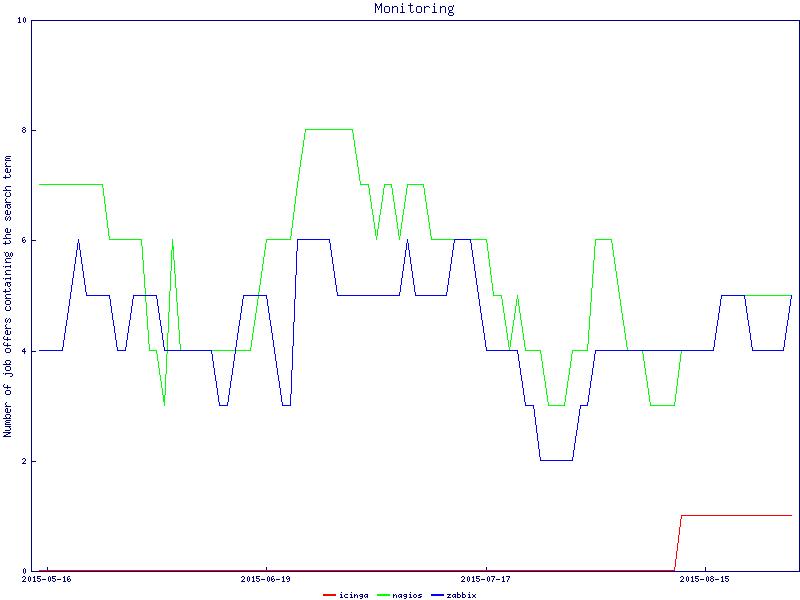 Monitoring
Number of job offers containing the search term
10
8
6
4
2
0
2015-05-16 2015-06-19 2015-07-17 2015-08-15
icinga nagios zabbix